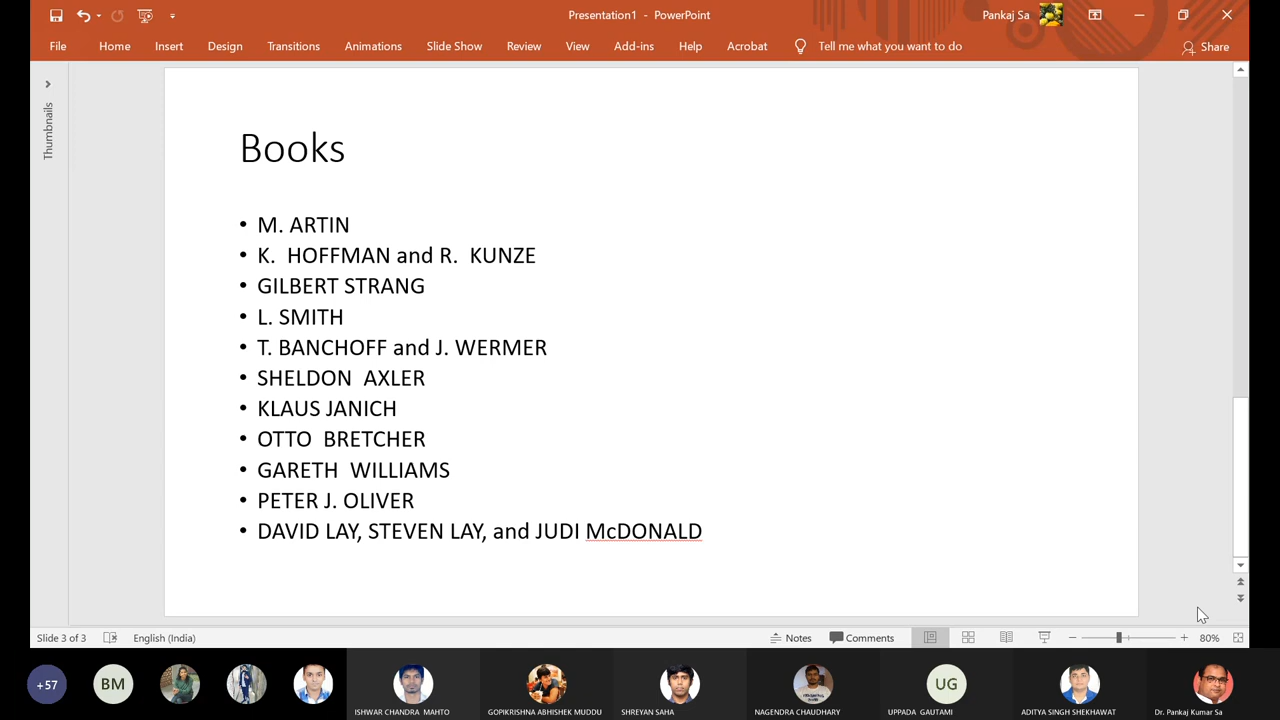 Presentation1 - PowerPoint
Pankaj Sa
File Home Insert Design Transitions Animations Slide Show Review View Add-ins Help Acrobat Tell me what you want to do Share
Thumbnails
Books
• M. ARTIN
• K. HOFFMAN and R. KUNZE
• GILBERT STRANG
• L. SMITH
• T. BANCHOFF and J. WERMER
• SHELDON AXLER
• KLAUS JANICH
• OTTO BRETCHER
• GARETH WILLIAMS
• PETER J. OLIVER
• DAVID LAY, STEVEN LAY, and JUDI McDONALD
Slide 3 of 3 English (India) Notes Comments 80%
+57 BM UG
ISHWAR CHANDRA MAHTO GOPIKRISHNA ABHISHEK MUDDU SHREYAN SAHA NAGENDRA CHAUDHARY UPPADA GAUTAMI ADITYA SINGH SHEKHAWAT Dr. Pankaj Kumar Sa